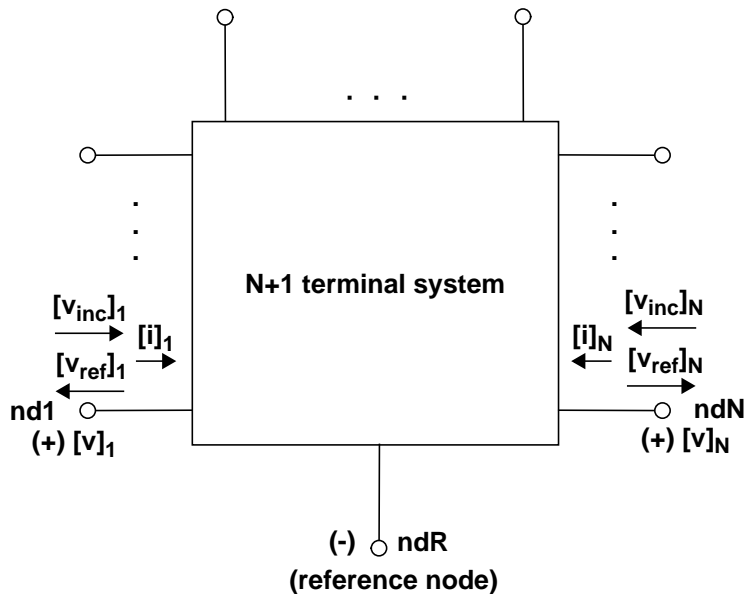 . . .
.
.
.
.
.
.
N+1 terminal system
[v_inc]_1
[i]_1
[v_ref]_1
nd1
(+) [v]_1
[v_inc]_N
[i]_N
[v_ref]_N
ndN
(+) [v]_N
(-) ndR
(reference node)